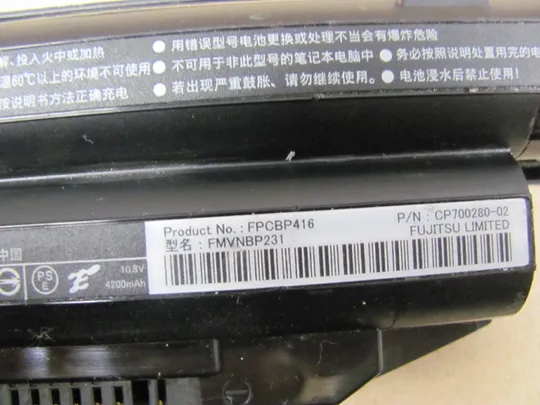 ● 用错误型号电池更换或处理不当会有爆炸危险
解、投入火中或加热
● 不可用于非此型号的笔记本电脑中
● 务必按照说明处置用完的电
温60℃以上的环境不可使用
● 若出现严重鼓胀、请勿继续使用。
● 电池浸水后禁止使用!
按说明书方法正确充电
Product No.: FPCBP416
P/N: CP700280-02
型名: FMVNBP231
FUJITSU LIMITED
中国
10.8V
4200mAh
PS
E